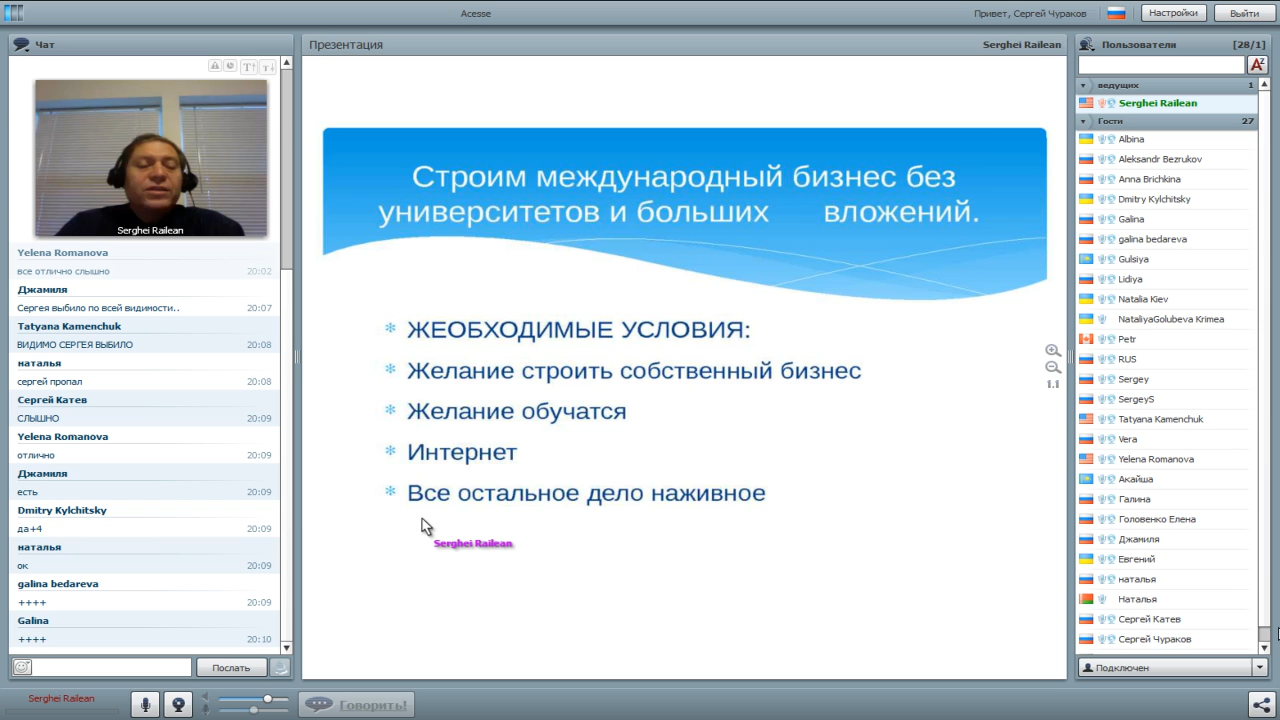 Acesse
Привет, Сергей Чураков
Настройки
Выйти
Чат
Serghei Railean
Yelena Romanova
все отлично слышно 20:02
Джамиля
Сергея выбило по всей видимости.. 20:07
Tatyana Kamenchuk
ВИДИМО СЕРГЕЯ ВЫБИЛО 20:08
наталья
сергей пропал 20:08
Сергей Катев
СЛЫШНО 20:09
Yelena Romanova
отлично 20:09
Джамиля
есть 20:09
Dmitry Kylchitsky
да+4 20:09
наталья
ок 20:09
galina bedareva
++++ 20:09
Galina
++++ 20:10
Послать
Serghei Railean
Говорить!
Презентация Serghei Railean
Строим международный бизнес без
университетов и больших вложений.
ЖЕОБХОДИМЫЕ УСЛОВИЯ:
Желание строить собственный бизнес
Желание обучатся
Интернет
Все остальное дело наживное
Serghei Railean
1.1
Пользователи [28/1]
ведущих 1
Serghei Railean
Гости 27
Albina
Aleksandr Bezrukov
Anna Brichkina
Dmitry Kylchitsky
Galina
galina bedareva
Gulsiya
Lidiya
Natalia Kiev
NataliyaGolubeva Krimea
Petr
RUS
Sergey
SergeyS
Tatyana Kamenchuk
Vera
Yelena Romanova
Акайша
Галина
Головенко Елена
Джамиля
Евгений
наталья
Наталья
Сергей Катев
Сергей Чураков
Подключен